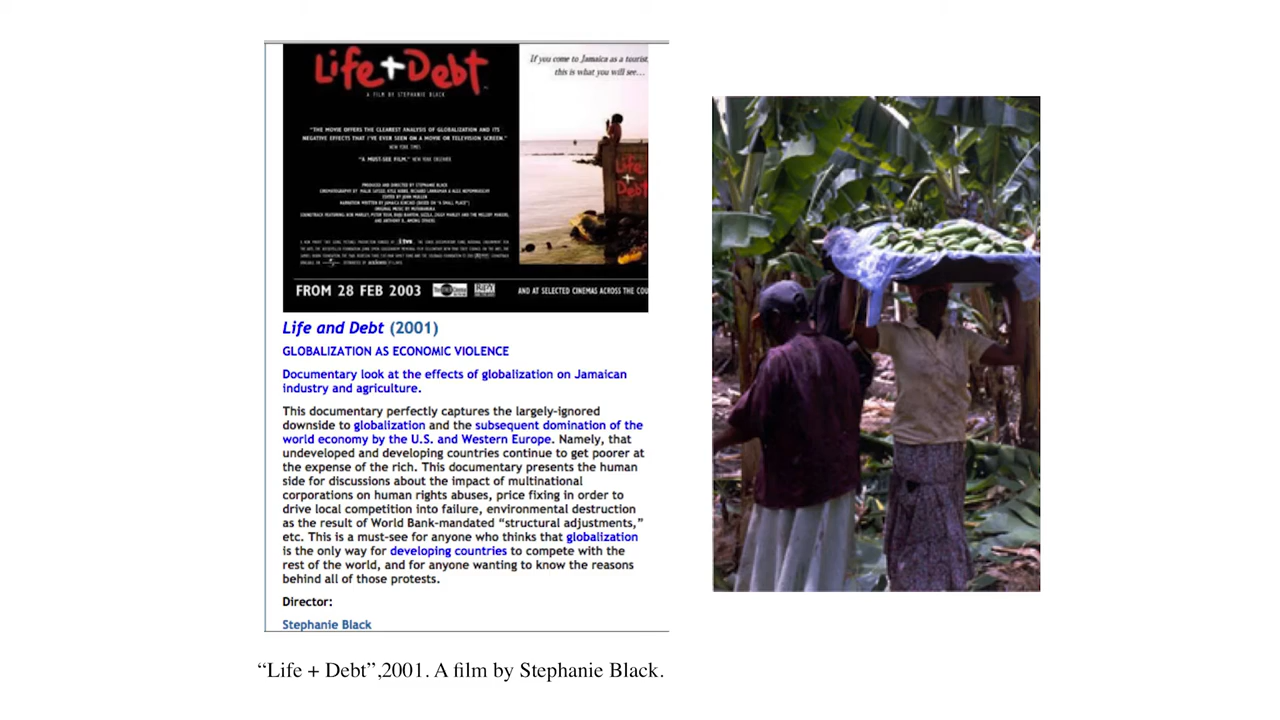 Life+Debt
A FILM BY STEPHANIE BLACK
If you come to Jamaica as a tourist,
this is what you will see...
"THE MOVIE OFFERS THE CLEAREST ANALYSIS OF GLOBALIZATION AND ITS
NEGATIVE EFFECTS THAT I'VE EVER SEEN ON A MOVIE OR TELEVISION SCREEN."
NEW YORK TIMES
"A MUST-SEE FILM." NEW YORK OBSERVER
Life
+
Debt
PRODUCED AND DIRECTED BY STEPHANIE BLACK
EDITED BY JOHN MULLEN
FROM 28 FEB 2003
AND AT SELECTED CINEMAS ACROSS THE COU
Life and Debt (2001)
GLOBALIZATION AS ECONOMIC VIOLENCE
Documentary look at the effects of globalization on Jamaican
industry and agriculture.
This documentary perfectly captures the largely-ignored
downside to globalization and the subsequent domination of the
world economy by the U.S. and Western Europe. Namely, that
undeveloped and developing countries continue to get poorer at
the expense of the rich. This documentary presents the human
side for discussions about the impact of multinational
corporations on human rights abuses, price fixing in order to
drive local competition into failure, environmental destruction
as the result of World Bank-mandated "structural adjustments,"
etc. This is a must-see for anyone who thinks that globalization
is the only way for developing countries to compete with the
rest of the world, and for anyone wanting to know the reasons
behind all of those protests.
Director:
Stephanie Black
“Life + Debt”,2001. A film by Stephanie Black.